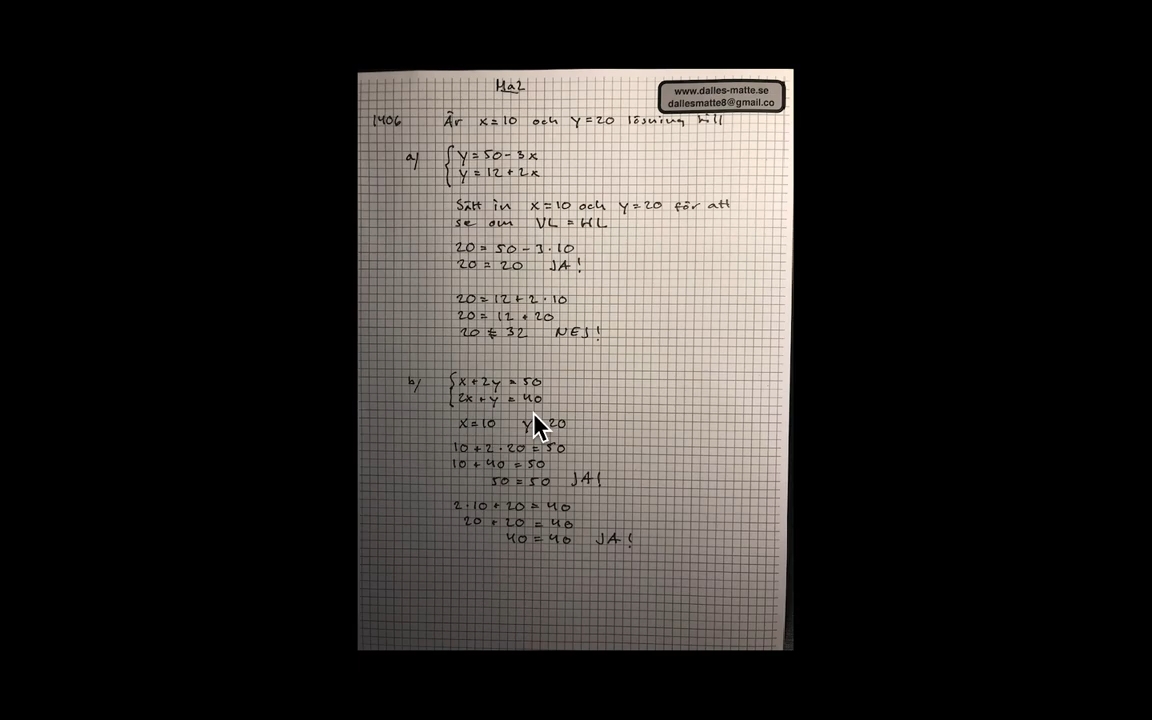 Ma2
www.dalles-matte.se
dallesmatte8@gmail.co
1406 Är x=10 och y=20 lösning till
a/ { y = 50 - 3x
y = 12 + 2x
Sätt in x=10 och y=20 för att
se om VL = HL
20 = 50 - 3·10
20 = 20 JA!
20 = 12 + 2·10
20 = 12 + 20
20 ≠ 32 NEJ!
b/ { x + 2y = 50
2x + y = 40
x=10 y 20
10 + 2·20 = 50
10 + 40 = 50
50 = 50 JA!
2·10 + 20 = 40
20 + 20 = 40
40 = 40 JA!